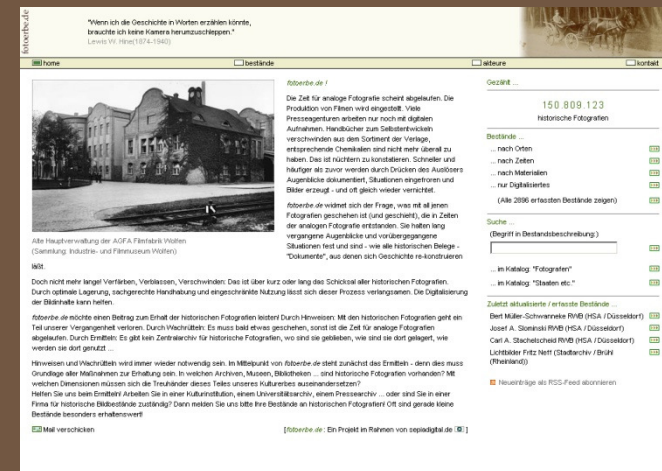 fotoerbe.de
"Wenn ich die Geschichte in Worten erzählen könnte,
brauchte ich keine Kamera herumzuschleppen."
Lewis W. Hine(1874-1940)
home
bestände
akteure
kontakt
fotoerbe.de !
Die Zeit für analoge Fotografie scheint abgelaufen. Die
Produktion von Filmen wird eingestellt. Viele
Presseagenturen arbeiten nur noch mit digitalen
Aufnahmen. Handbücher zum Selbstentwickeln
verschwinden aus dem Sortiment der Verlage,
entsprechende Chemikalien sind nicht mehr überall zu
haben. Das ist nüchtern zu konstatieren. Schneller und
häufiger als zuvor werden durch Drücken des Auslösers
Augenblicke dokumentiert, Situationen eingefroren und
Bilder erzeugt - und oft gleich wieder vernichtet.
fotoerbe.de widmet sich der Frage, was mit all jenen
Fotografien geschehen ist (und geschieht), die in Zeiten
der analogen Fotografie entstanden. Sie halten lang
vergangene Augenblicke und vorübergegangene
Situationen fest und sind - wie alle historischen Belege -
"Dokumente", aus denen sich Geschichte re-konstruieren
läßt.
Alte Hauptverwaltung der AGFA Filmfabrik Wolfen
(Sammlung: Industrie- und Filmmuseum Wolfen)
Doch nicht mehr lange! Verfärben, Verblassen, Verschwinden: Das ist über kurz oder lang das Schicksal aller historischen Fotografien.
Durch optimale Lagerung, sachgerechte Handhabung und eingeschränkte Nutzung lässt sich dieser Prozess verlangsamen. Die Digitalisierung
der Bildinhalte kann helfen.
fotoerbe.de möchte einen Beitrag zum Erhalt der historischen Fotografien leisten! Durch Hinweisen: Mit den historischen Fotografien geht ein
Teil unserer Vergangenheit verloren. Durch Wachrütteln: Es muss bald etwas geschehen, sonst ist die Zeit für analoge Fotografien
abgelaufen. Durch Ermitteln: Es gibt kein Zentralarchiv für historische Fotografien, wo sind sie geblieben, wie sind sie dort gelagert, wie
werden sie dort genutzt ...
Hinweisen und Wachrütteln wird immer wieder notwendig sein. Im Mittelpunkt von fotoerbe.de steht zunächst das Ermitteln - denn dies muss
Grundlage aller Maßnahmen zur Erhaltung sein. In welchen Archiven, Museen, Bibliotheken ... sind historische Fotografien vorhanden? Mit
welchen Dimensionen müssen sich die Treuhänder dieses Teiles unseres Kulturerbes auseinandersetzen?
Helfen Sie uns beim Ermitteln! Arbeiten Sie in einer Kulturinstitution, einem Universitätsarchiv, einem Pressearchiv ... oder sind Sie in einer
Firma für historische Bildbestände zuständig? Dann melden Sie uns bitte Ihre Bestände an historischen Fotografien! Oft sind gerade kleine
Bestände besonders erhaltenswert!
Mail verschicken
[fotoerbe.de : Ein Projekt im Rahmen von sepiadigital.de ]
Gezählt ...
150.809.123
historische Fotografien
Bestände ...
... nach Orten
... nach Zeiten
... nach Materialien
... nur Digitalisiertes
(Alle 2896 erfassten Bestände zeigen)
Suche ...
(Begriff in Bestandsbeschreibung:)
... im Katalog: "Fotografen"
... im Katalog: "Staaten etc."
Zuletzt aktualisierte / erfasste Bestände ...
Bert Müller-Schwanneke RWB (HSA / Düsseldorf)
Josef A. Slominski RWB (HSA / Düsseldorf)
Carl A. Stachelscheid RWB (HSA / Düsseldorf)
Lichtbilder Fritz Neff (Stadtarchiv / Brühl
(Rheinland))
Neueinträge als RSS-Feed abonnieren